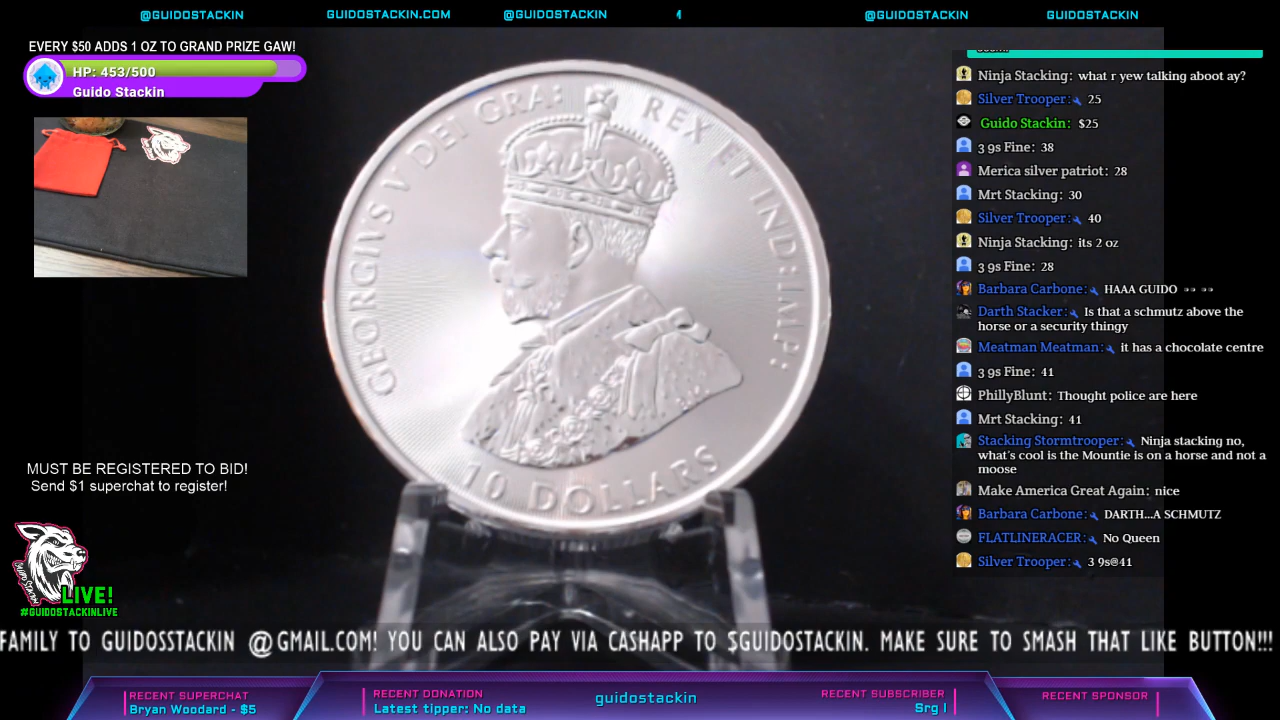 @GUIDOSTACKIN
GUIDOSTACKIN.COM
@GUIDOSTACKIN
@GUIDOSTACKIN
GUIDOSTACKIN
EVERY $50 ADDS 1 OZ TO GRAND PRIZE GAW!
HP: 453/500
Guido Stackin
GEORGIVS V DEI GRA: REX ET IND: IMP:
10 DOLLARS
Ninja Stacking: what r yew talking aboot ay?
Silver Trooper: 25
Guido Stackin: $25
3 9s Fine: 38
Merica silver patriot: 28
Mrt Stacking: 30
Silver Trooper: 40
Ninja Stacking: its 2 oz
3 9s Fine: 28
Barbara Carbone: HAAA GUIDO
Darth Stacker: Is that a schmutz above the
horse or a security thingy
Meatman Meatman: it has a chocolate centre
3 9s Fine: 41
PhillyBlunt: Thought police are here
Mrt Stacking: 41
Stacking Stormtrooper: Ninja stacking no,
what's cool is the Mountie is on a horse and not a
moose
Make America Great Again: nice
Barbara Carbone: DARTH...A SCHMUTZ
FLATLINERACER: No Queen
Silver Trooper: 3 9s@41
MUST BE REGISTERED TO BID!
Send $1 superchat to register!
LIVE!
#GUIDOSTACKINLIVE
FAMILY TO GUIDOSSTACKIN @GMAIL.COM! YOU CAN ALSO PAY VIA CASHAPP TO $GUIDOSTACKIN. MAKE SURE TO SMASH THAT LIKE BUTTON!!!
RECENT SUPERCHAT
Bryan Woodard - $5
RECENT DONATION
Latest tipper: No data
guidostackin
RECENT SUBSCRIBER
Srg I
RECENT SPONSOR